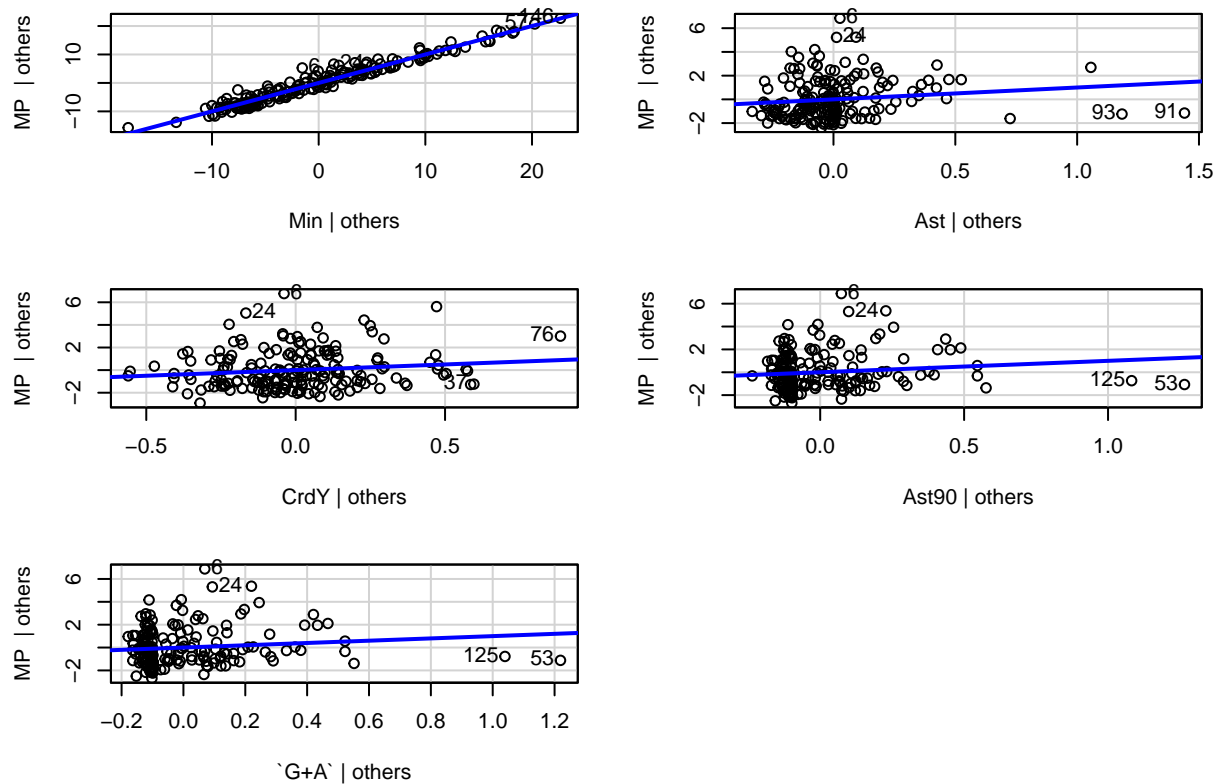 MP | others
−10 10
6 24 57 146
−10 0 10 20
Min | others
MP | others
−2 2 6
6
24
93 91
0.0 0.5 1.0 1.5
Ast | others
MP | others
−2 2 6
6
24
76
37
−0.5 0.0 0.5
CrdY | others
MP | others
−2 2 6
6
24
125 53
0.0 0.5 1.0
Ast90 | others
MP | others
−2 2 6
6
24
125 53
−0.2 0.0 0.2 0.4 0.6 0.8 1.0 1.2
`G+A` | others